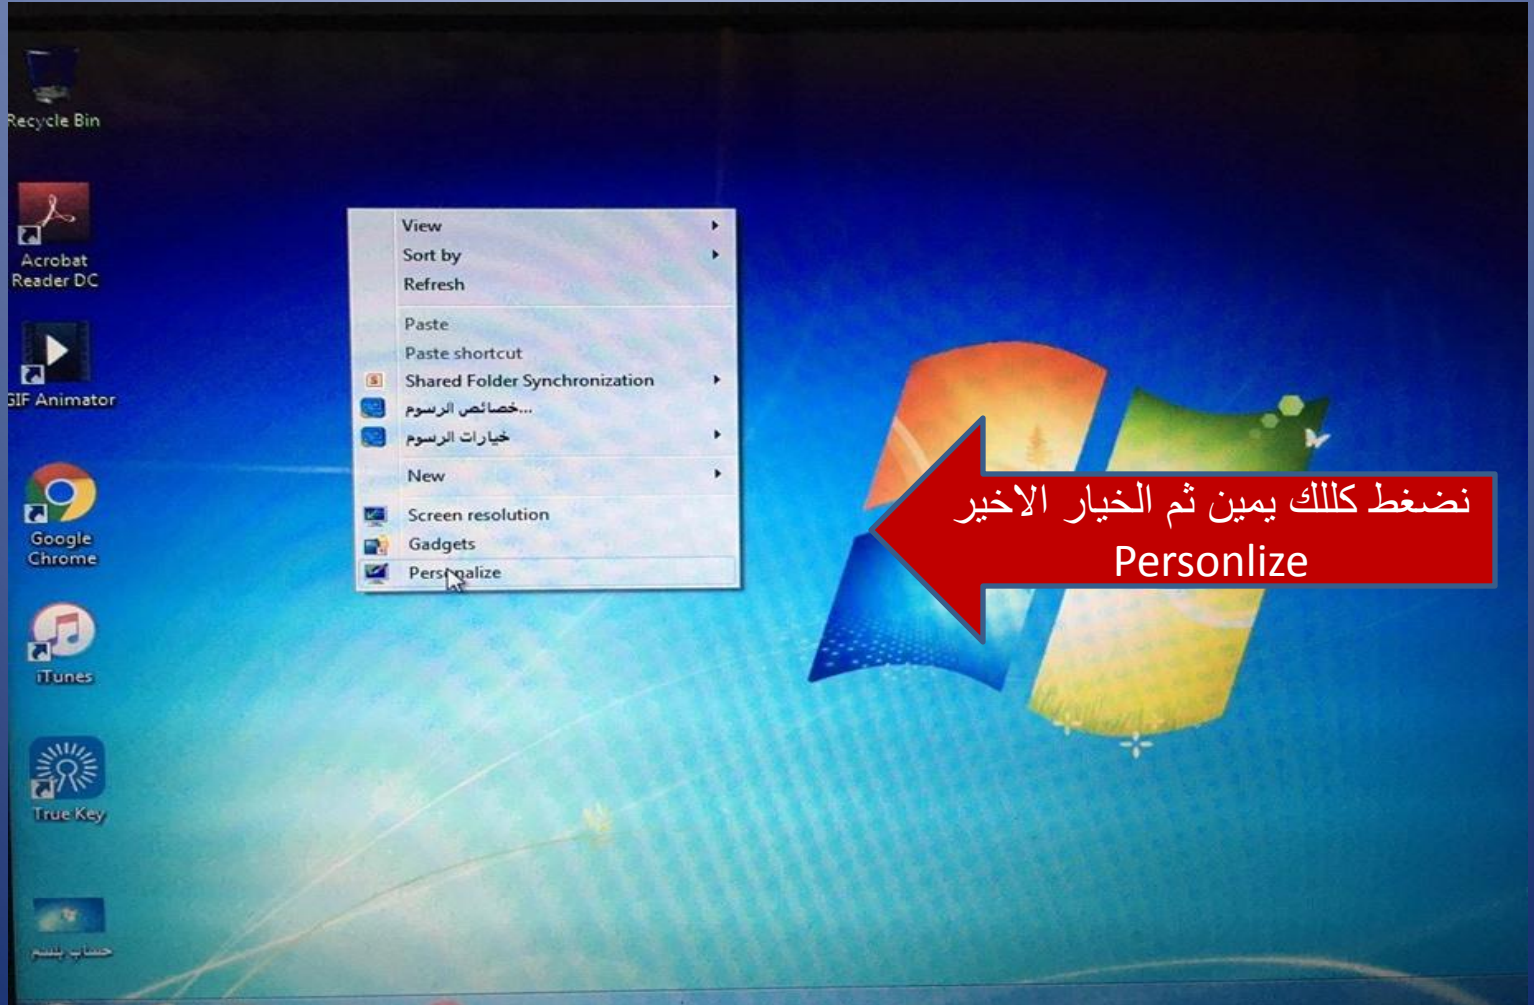 Recycle Bin
Acrobat
Reader DC
GIF Animator
Google
Chrome
iTunes
True Key
حساب بلسم
View
Sort by
Refresh
Paste
Paste shortcut
Shared Folder Synchronization
خصائص الرسوم...
خيارات الرسوم
New
Screen resolution
Gadgets
Personalize
نضغط كللك يمين ثم الخيار الاخير
Personlize